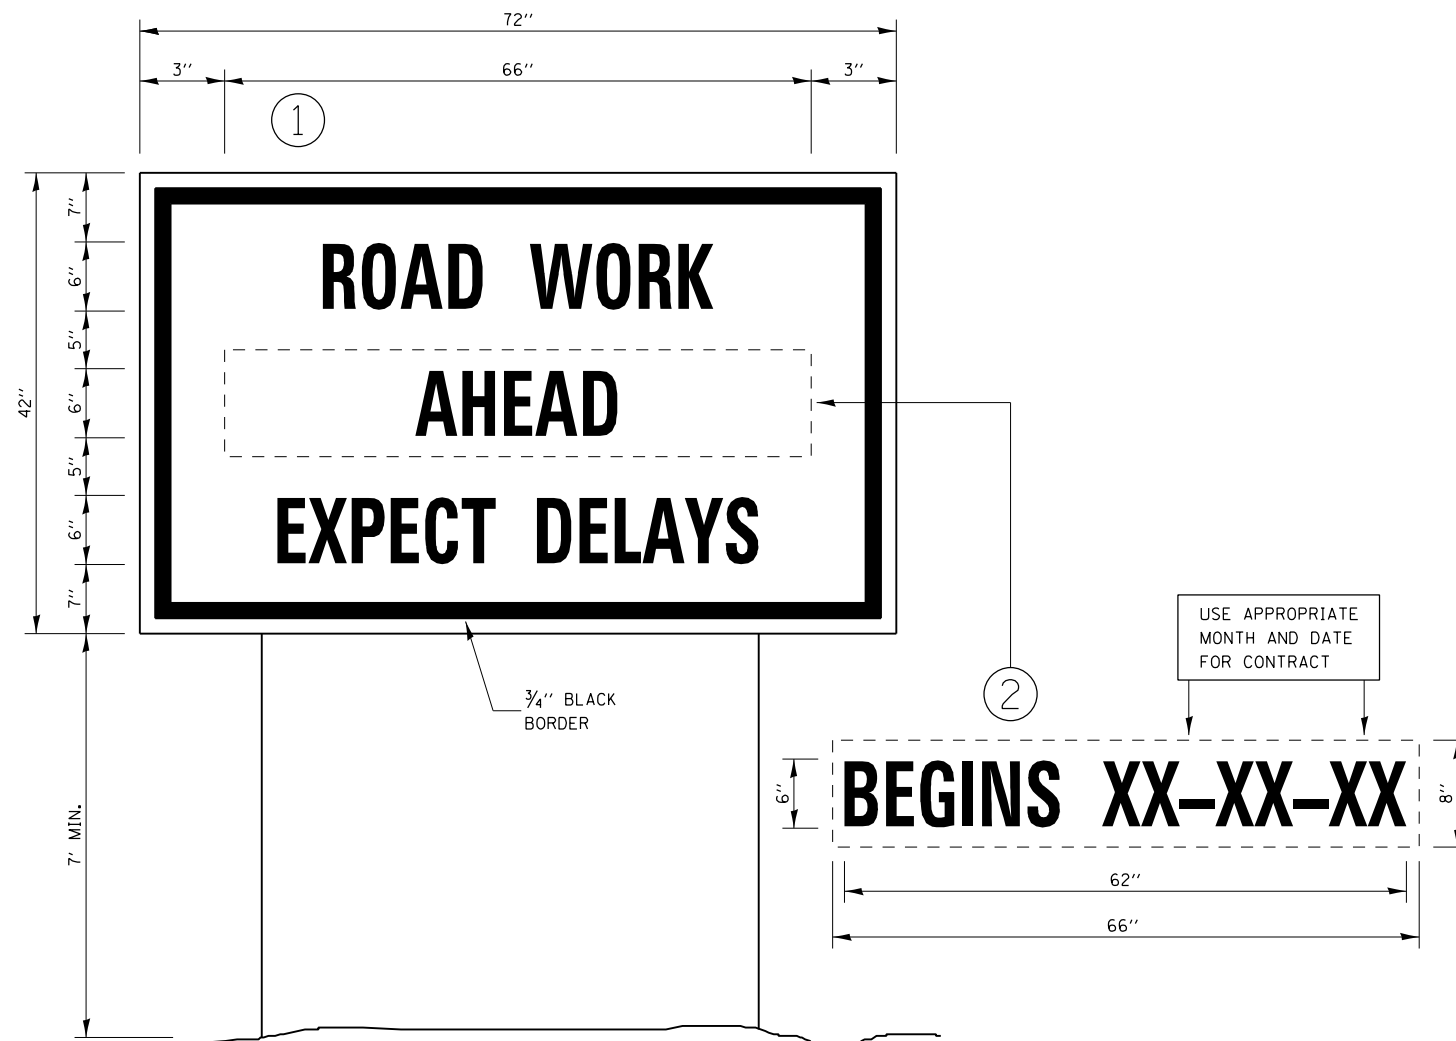 72''
3''
66''
3''
1
7''
6''
5''
6''
5''
6''
7''
42''
ROAD WORK
AHEAD
EXPECT DELAYS
3/4'' BLACK
BORDER
7' MIN.
2
USE APPROPRIATE
MONTH AND DATE
FOR CONTRACT
6''
BEGINS XX-XX-XX
8''
62''
66''